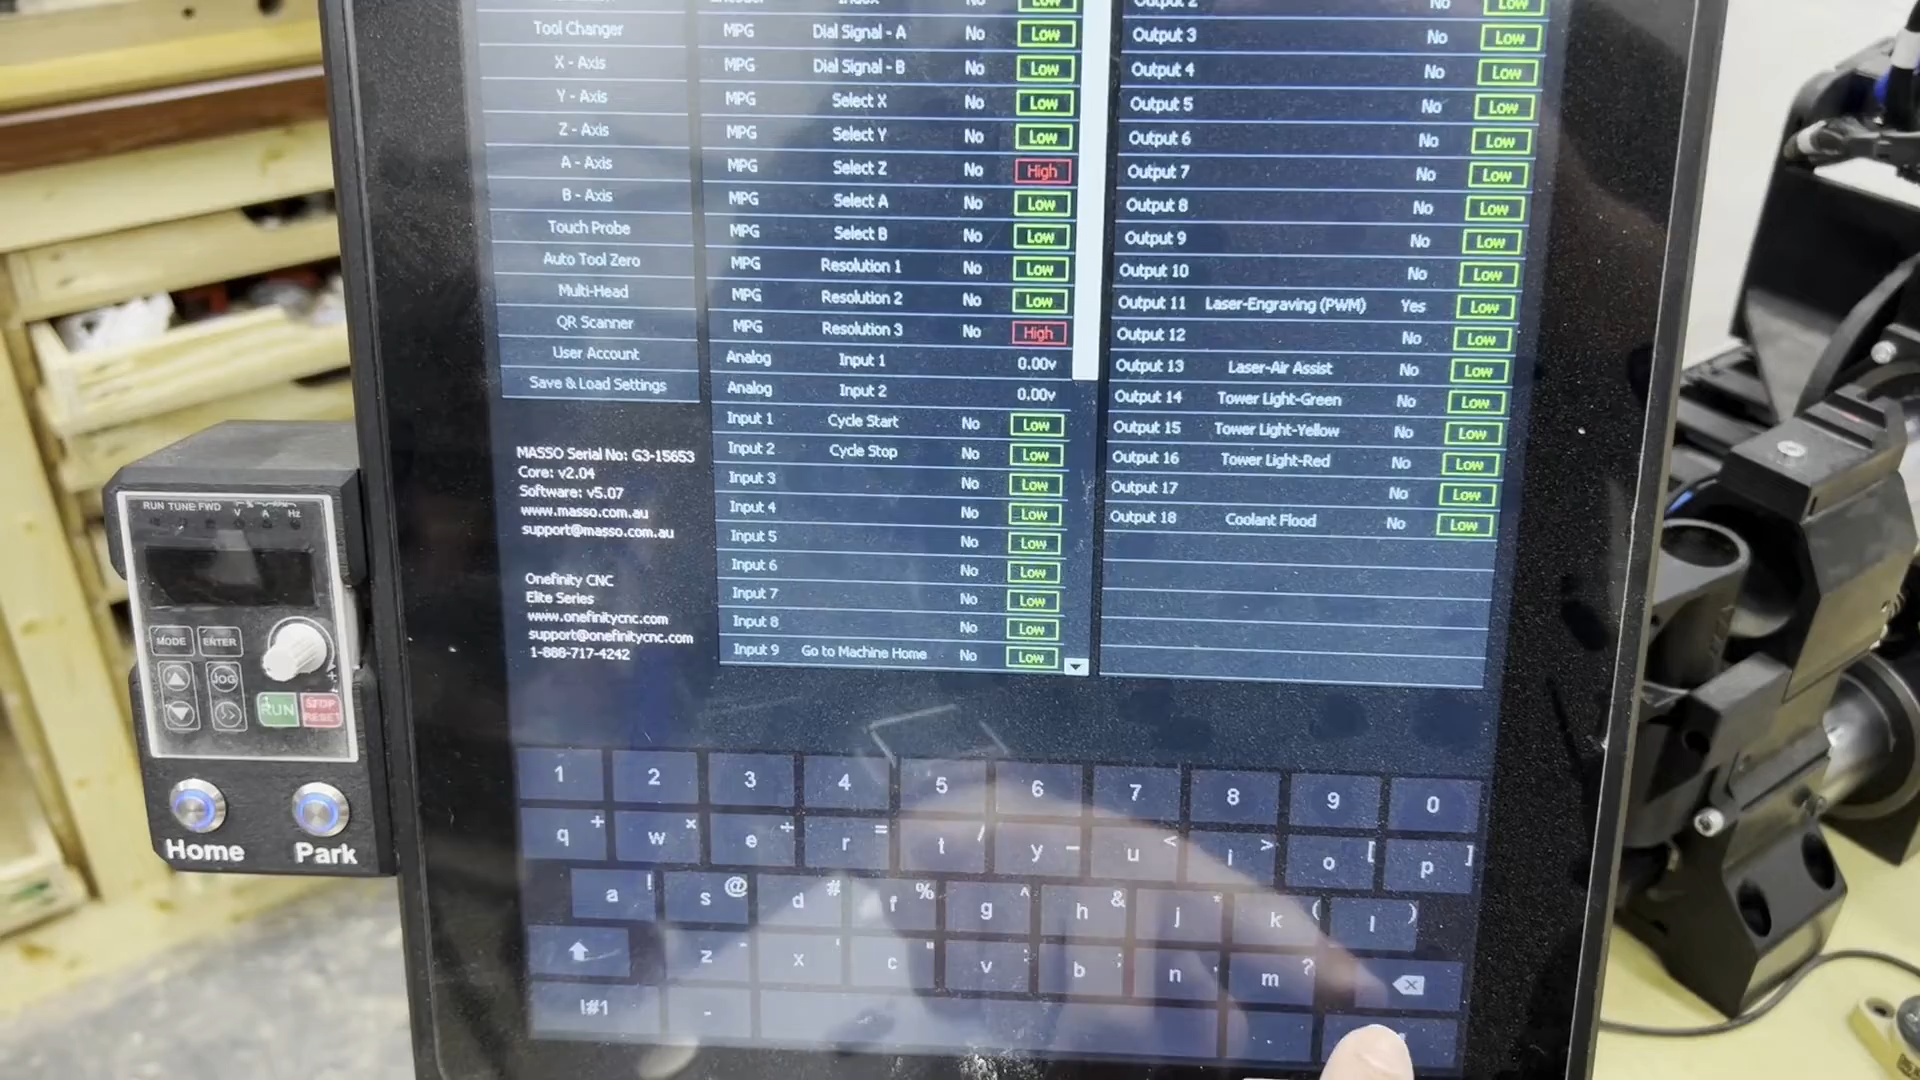 Tool Changer
X - Axis
Y - Axis
Z - Axis
A - Axis
B - Axis
Touch Probe
Auto Tool Zero
Multi-Head
QR Scanner
User Account
Save & Load Settings
MASSO Serial No: G3-15653
Core: v2.04
Software: v5.07
www.masso.com.au
support@masso.com.au
Onefinity CNC
Elite Series
www.onefinitycnc.com
support@onefinitycnc.com
1-888-717-4242
Encoder Index No Low
MPG Dial Signal - A No Low
MPG Dial Signal - B No Low
MPG Select X No Low
MPG Select Y No Low
MPG Select Z No High
MPG Select A No Low
MPG Select B No Low
MPG Resolution 1 No Low
MPG Resolution 2 No Low
MPG Resolution 3 No High
Analog Input 1 0.00v
Analog Input 2 0.00v
Input 1 Cycle Start No Low
Input 2 Cycle Stop No Low
Input 3 No Low
Input 4 No Low
Input 5 No Low
Input 6 No Low
Input 7 No Low
Input 8 No Low
Input 9 Go to Machine Home No Low
Output 2 No Low
Output 3 No Low
Output 4 No Low
Output 5 No Low
Output 6 No Low
Output 7 No Low
Output 8 No Low
Output 9 No Low
Output 10 No Low
Output 11 Laser-Engraving (PWM) Yes Low
Output 12 No Low
Output 13 Laser-Air Assist No Low
Output 14 Tower Light-Green No Low
Output 15 Tower Light-Yellow No Low
Output 16 Tower Light-Red No Low
Output 17 No Low
Output 18 Coolant Flood No Low
RUN TUNE FWD V A Hz
MODE ENTER
JOG
RUN STOP
RESET
Home Park
1 2 3 4 5 6 7 8 9 0
q + w × e ÷ r = t / y _ u < i > o [ p ]
a ! s @ d # f % g ^ h & j * k ( l )
z - x ' c " v : b ; n , m ?
!#1 -